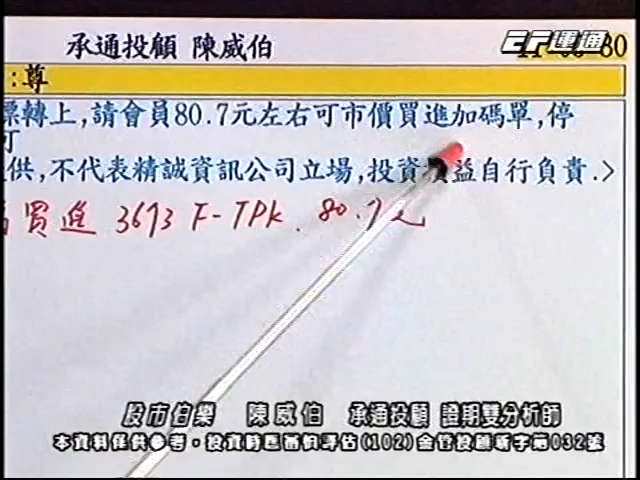 承通投顧 陳威伯
EF運通
:尊
標轉上,請會員80.7元左右可市價買進加碼單,停
供,不代表精誠資訊公司立場,投資 益自行負責.>
買進 3693 F-TPK. 80.7元
股市伯樂 陳威伯 承通投顧 證期雙分析師
本資料僅供參考，投資時應審慎評估(102)金管投顧新字第032號